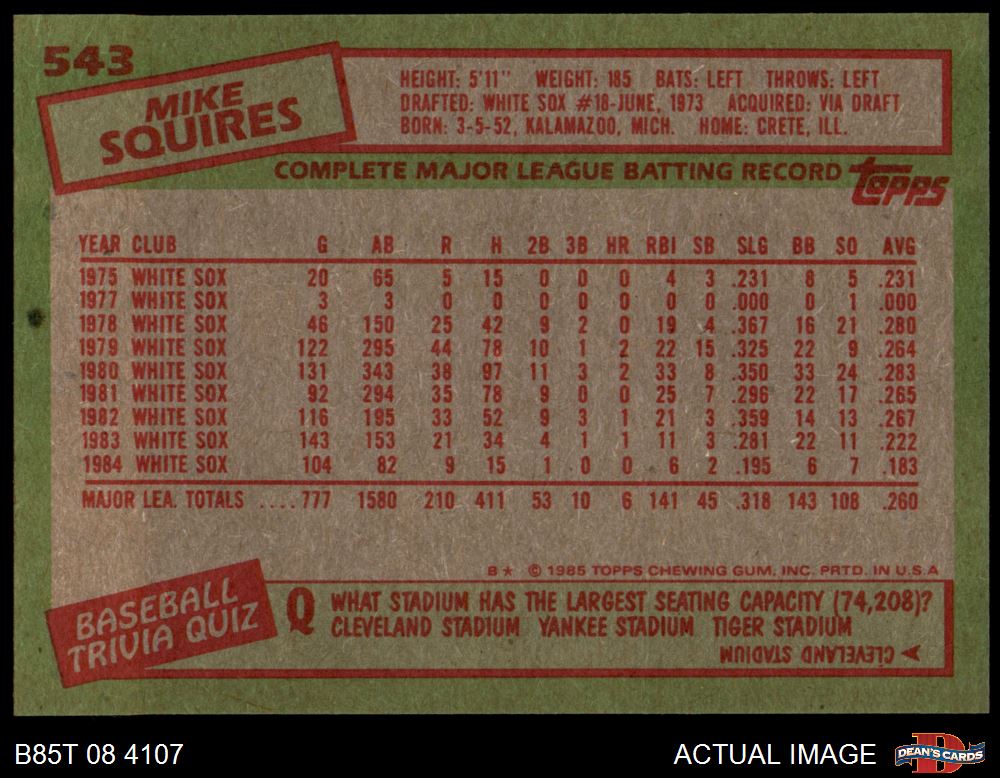 543
MIKE
SQUIRES
HEIGHT: 5'11" WEIGHT: 185 BATS: LEFT THROWS: LEFT
DRAFTED: WHITE SOX #18-JUNE, 1973 ACQUIRED: VIA DRAFT
BORN: 3-5-52, KALAMAZOO, MICH. HOME: CRETE, ILL.
COMPLETE MAJOR LEAGUE BATTING RECORD
topps
YEAR CLUB G AB R H 2B 3B HR RBI SB SLG BB SO AVG
1975 WHITE SOX 20 65 5 15 0 0 0 4 3 .231 8 5 .231
1977 WHITE SOX 3 3 0 0 0 0 0 0 0 .000 0 1 .000
1978 WHITE SOX 46 150 25 42 9 2 0 19 4 .367 16 21 .280
1979 WHITE SOX 122 295 44 78 10 1 2 22 15 .325 22 9 .264
1980 WHITE SOX 131 343 38 97 11 3 2 33 8 .350 33 24 .283
1981 WHITE SOX 92 294 35 78 9 0 0 25 7 .296 22 17 .265
1982 WHITE SOX 116 195 33 52 9 3 1 21 3 .359 14 13 .267
1983 WHITE SOX 143 153 21 34 4 1 1 11 3 .281 22 11 .222
1984 WHITE SOX 104 82 9 15 1 0 0 6 2 .195 6 7 .183
MAJOR LEA. TOTALS ....777 1580 210 411 53 10 6 141 45 .318 143 108 .260
B* © 1985 TOPPS CHEWING GUM, INC. PRTD. IN U.S.A
BASEBALL
TRIVIA QUIZ
Q WHAT STADIUM HAS THE LARGEST SEATING CAPACITY (74,208)?
CLEVELAND STADIUM YANKEE STADIUM TIGER STADIUM
A CLEVELAND STADIUM
B85T 08 4107
ACTUAL IMAGE
D
DEAN'S CARDS